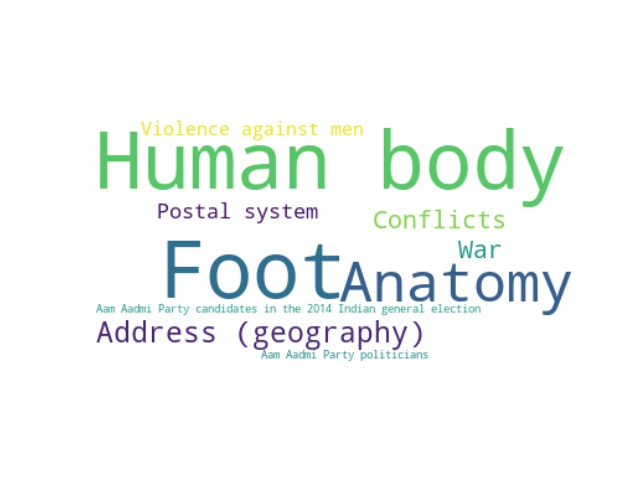 Violence against men
Human body
Postal system
Conflicts
War
Foot
Anatomy
Aam Aadmi Party candidates in the 2014 Indian general election
Address (geography)
Aam Aadmi Party politicians